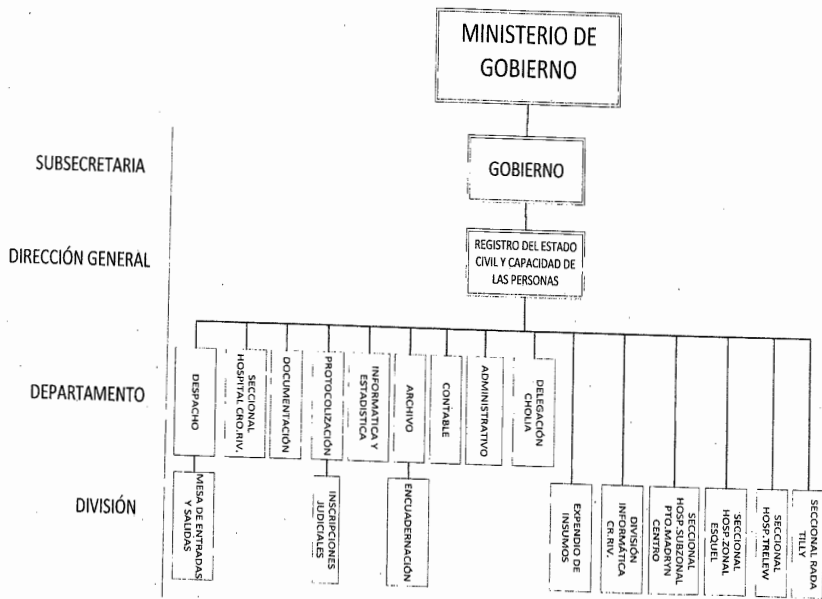 MINISTERIO DE
GOBIERNO
SUBSECRETARIA
GOBIERNO
DIRECCIÓN GENERAL
REGISTRO DEL ESTADO
CIVIL Y CAPACIDAD DE
LAS PERSONAS
DEPARTAMENTO
DESPACHO
SECCIONAL
HOSPITAL CRO.RIV.
DOCUMENTACIÓN
PROTOCOLIZACIÓN
INFORMATICA Y
ESTADISTICA
ARCHIVO
CONTABLE
ADMINISTRATIVO
DELEGACIÓN
CHOLIA
DIVISIÓN
MESA DE ENTRADAS
Y SALIDAS
INSCRIPCIONES
JUDICIALES
ENCUADERNACIÓN
EXPENDIO DE
INSUMOS
DIVISIÓN
INFORMÁTICA
CR.RIV.
SECCIONAL
HOSP.SUBZONAL
PTO.MADRYN
CENTRO
SECCIONAL
HOSP.ZONAL
ESQUEL
SECCIONAL
HOSP.TRELEW
SECCIONAL RADA
TILLY